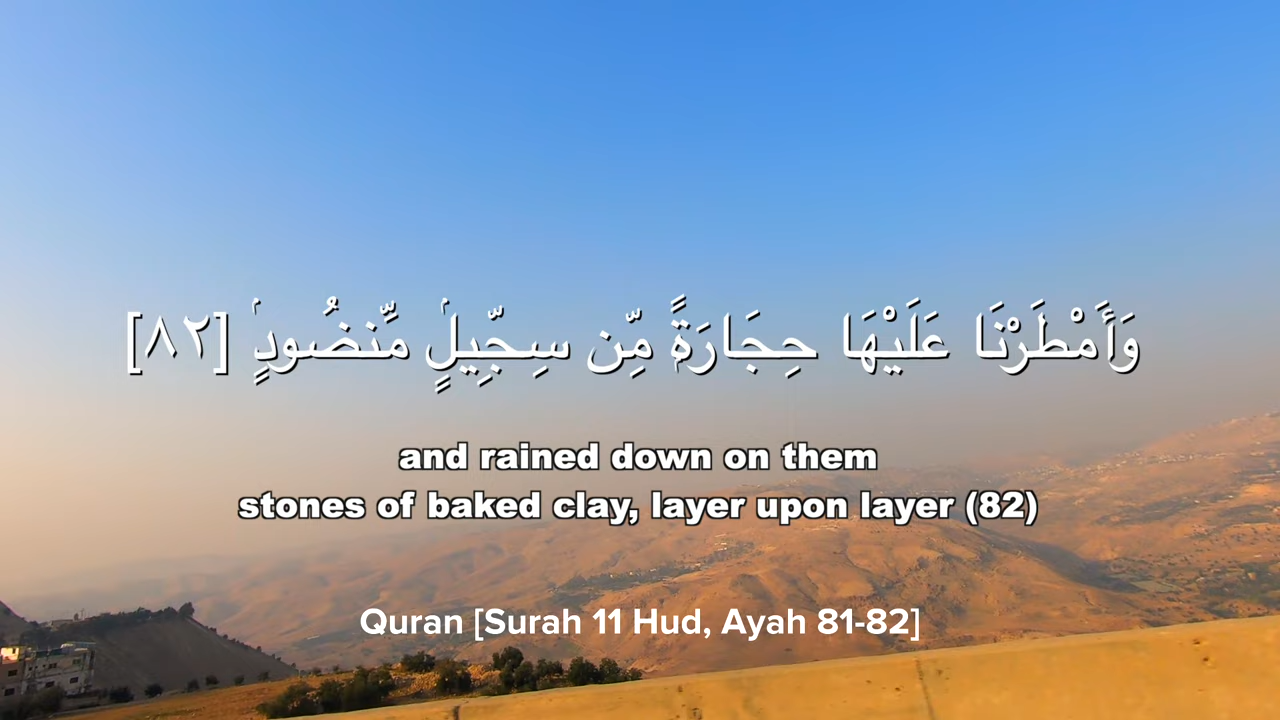 وَأَمْطَرْنَا عَلَيْهَا حِجَارَةً مِّن سِجِّيلٍ مَّنضُودٍ [٨٢]
and rained down on them
stones of baked clay, layer upon layer (82)
Quran [Surah 11 Hud, Ayah 81-82]